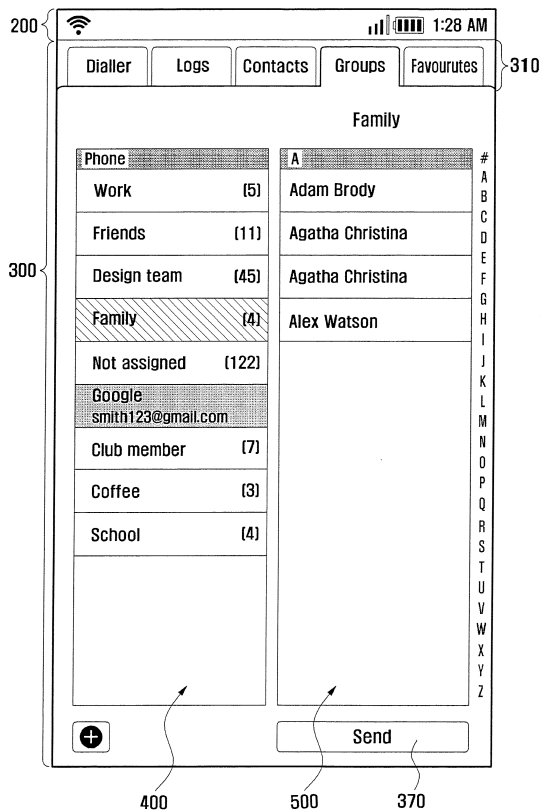 200
1:28 AM
Dialler
Logs
Contacts
Groups
Favourutes
310
Family
Phone
Work (5)
Friends (11)
Design team (45)
Family (4)
Not assigned (122)
Google
smith123@gmail.com
Club member (7)
Coffee (3)
School (4)
A
Adam Brody
Agatha Christina
Agatha Christina
Alex Watson
#
A
B
C
D
E
F
G
H
I
J
K
L
M
N
O
P
Q
R
S
T
U
V
W
X
Y
Z
300
Send
400
500
370